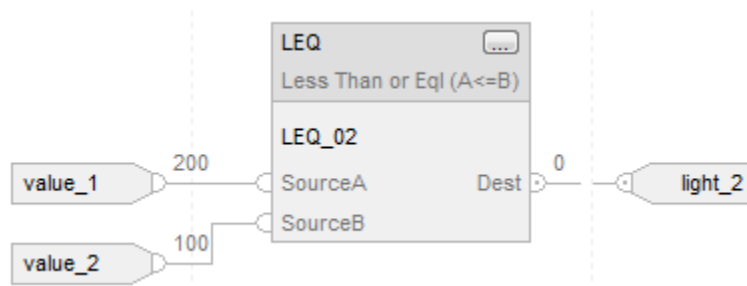 LEQ
...
Less Than or Eql (A<=B)
LEQ_02
value_1
200
SourceA
Dest
0
light_2
value_2
100
SourceB